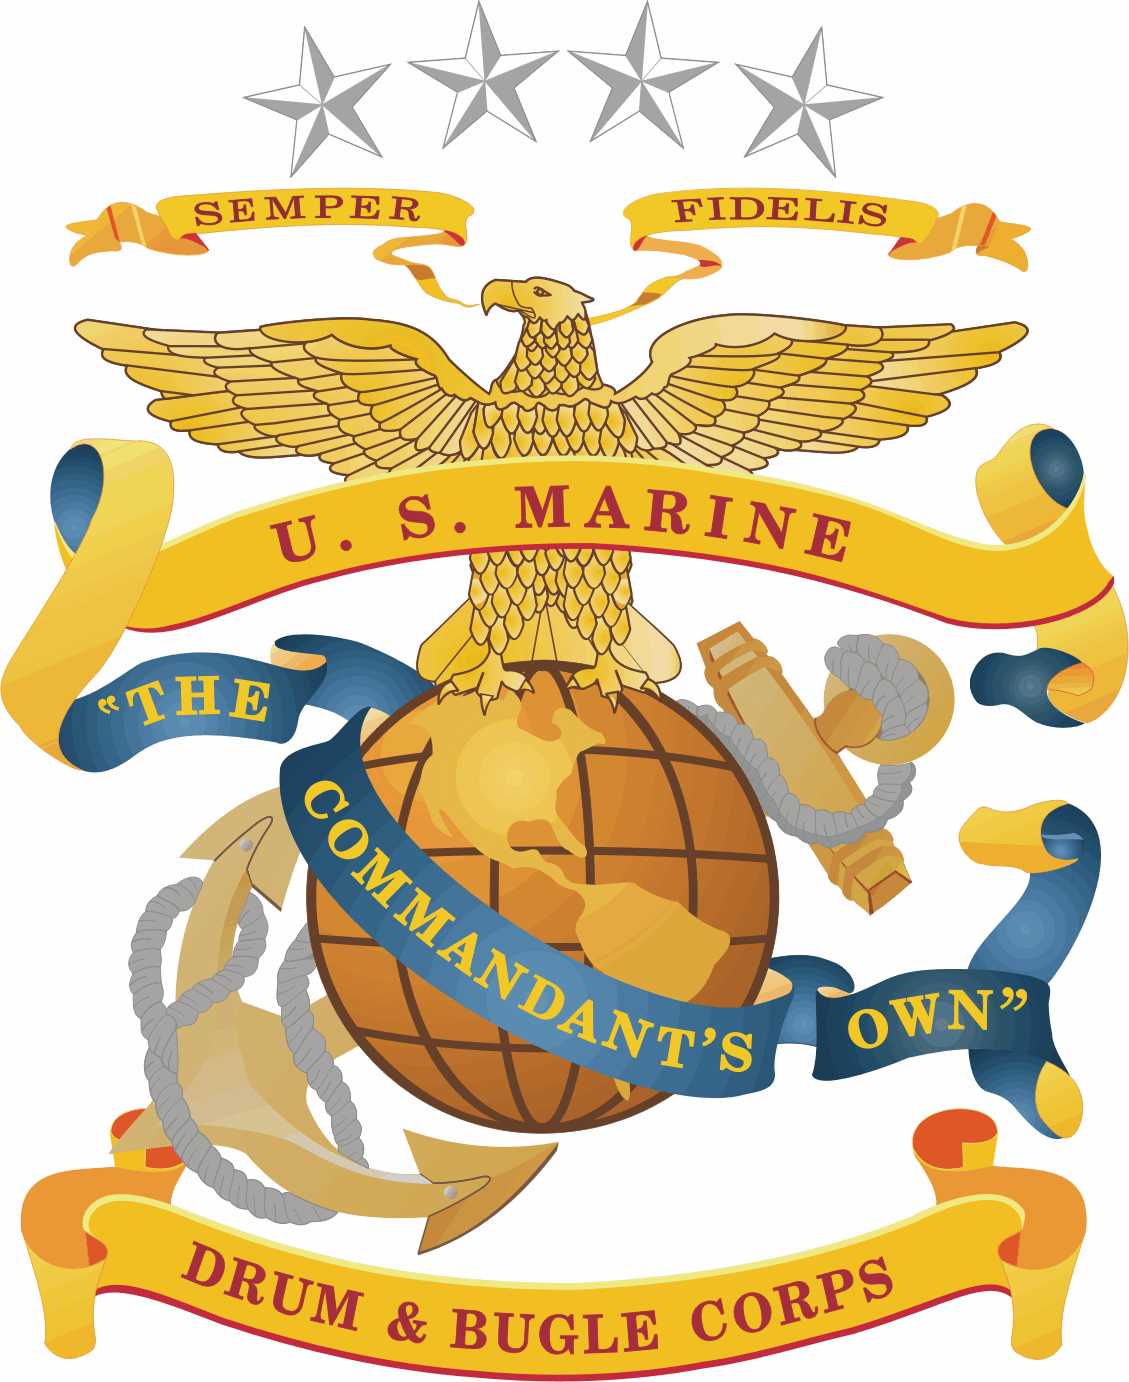 SEMPER FIDELIS
U. S. MARINE
“THE
COMMANDANT’S
OWN”
DRUM & BUGLE CORPS